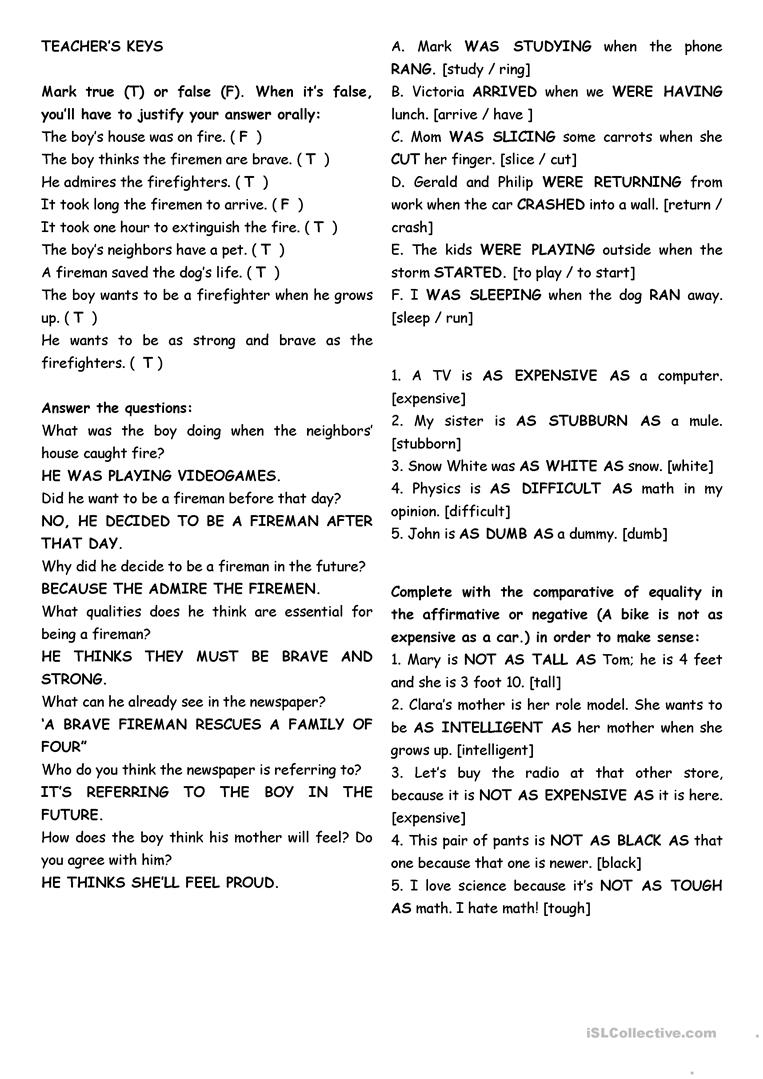 TEACHER'S KEYS
Mark true (T) or false (F). When it's false,
you'll have to justify your answer orally:
The boy's house was on fire. ( F )
The boy thinks the firemen are brave. ( T )
He admires the firefighters. ( T )
It took long the firemen to arrive. ( F )
It took one hour to extinguish the fire. ( T )
The boy's neighbors have a pet. ( T )
A fireman saved the dog's life. ( T )
The boy wants to be a firefighter when he grows
up. ( T )
He wants to be as strong and brave as the
firefighters. ( T )
Answer the questions:
What was the boy doing when the neighbors'
house caught fire?
HE WAS PLAYING VIDEOGAMES.
Did he want to be a fireman before that day?
NO, HE DECIDED TO BE A FIREMAN AFTER
THAT DAY.
Why did he decide to be a fireman in the future?
BECAUSE THE ADMIRE THE FIREMEN.
What qualities does he think are essential for
being a fireman?
HE THINKS THEY MUST BE BRAVE AND
STRONG.
What can he already see in the newspaper?
'A BRAVE FIREMAN RESCUES A FAMILY OF
FOUR"
Who do you think the newspaper is referring to?
IT'S REFERRING TO THE BOY IN THE
FUTURE.
How does the boy think his mother will feel? Do
you agree with him?
HE THINKS SHE'LL FEEL PROUD.
A. Mark WAS STUDYING when the phone
RANG. [study / ring]
B. Victoria ARRIVED when we WERE HAVING
lunch. [arrive / have ]
C. Mom WAS SLICING some carrots when she
CUT her finger. [slice / cut]
D. Gerald and Philip WERE RETURNING from
work when the car CRASHED into a wall. [return /
crash]
E. The kids WERE PLAYING outside when the
storm STARTED. [to play / to start]
F. I WAS SLEEPING when the dog RAN away.
[sleep / run]
1. A TV is AS EXPENSIVE AS a computer.
[expensive]
2. My sister is AS STUBBURN AS a mule.
[stubborn]
3. Snow White was AS WHITE AS snow. [white]
4. Physics is AS DIFFICULT AS math in my
opinion. [difficult]
5. John is AS DUMB AS a dummy. [dumb]
Complete with the comparative of equality in
the affirmative or negative (A bike is not as
expensive as a car.) in order to make sense:
1. Mary is NOT AS TALL AS Tom; he is 4 feet
and she is 3 foot 10. [tall]
2. Clara's mother is her role model. She wants to
be AS INTELLIGENT AS her mother when she
grows up. [intelligent]
3. Let's buy the radio at that other store,
because it is NOT AS EXPENSIVE AS it is here.
[expensive]
4. This pair of pants is NOT AS BLACK AS that
one because that one is newer. [black]
5. I love science because it's NOT AS TOUGH
AS math. I hate math! [tough]
iSLCollective.com